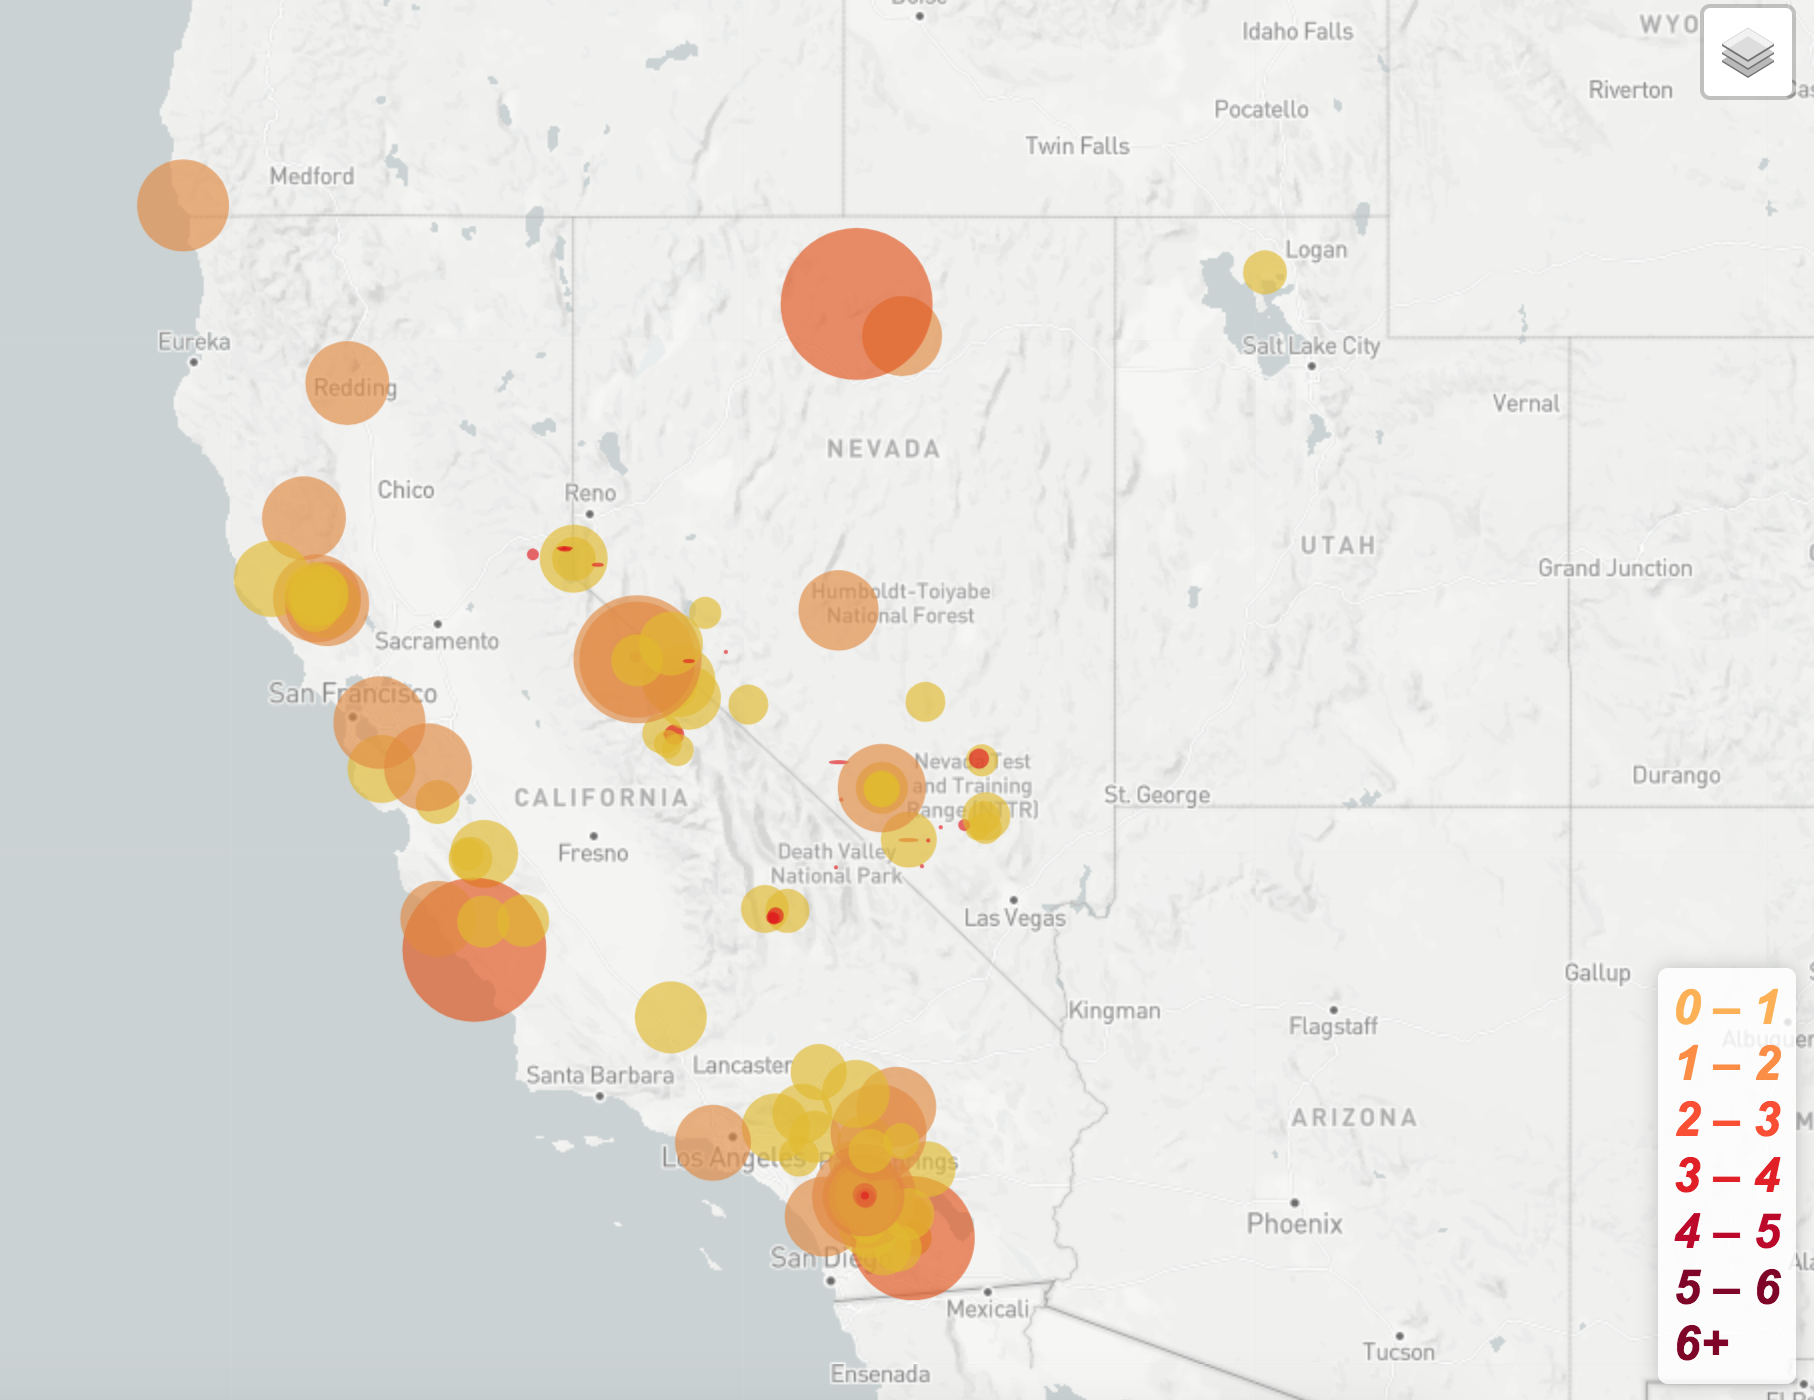 Idaho Falls
WYO
Riverton
Pocatello
Twin Falls
Medford
Logan
Eureka
Salt Lake City
Redding
Vernal
NEVADA
Chico
Reno
UTAH
Grand Junction
Humboldt-Toiyabe
National Forest
Sacramento
San Francisco
Nevada Test
and Training
Range (NTTR)
Durango
St. George
CALIFORNIA
Fresno
Death Valley
National Park
Las Vegas
Gallup
Kingman
Flagstaff
Santa Barbara
Lancaster
ARIZONA
Los Angeles
Phoenix
San Diego
Mexicali
Tucson
Ensenada
0 – 1
1 – 2
2 – 3
3 – 4
4 – 5
5 – 6
6+